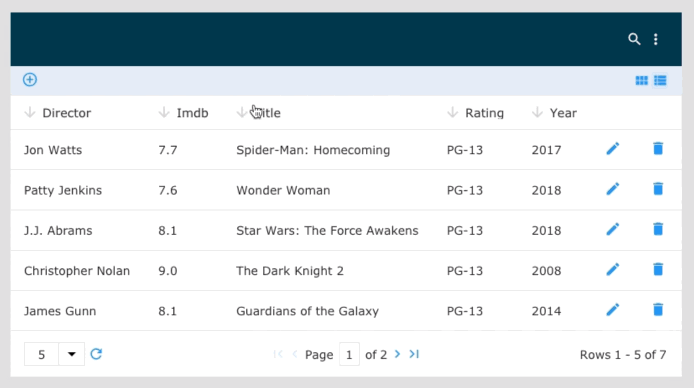 Director Imdb Title Rating Year
Jon Watts 7.7 Spider-Man: Homecoming PG-13 2017
Patty Jenkins 7.6 Wonder Woman PG-13 2018
J.J. Abrams 8.1 Star Wars: The Force Awakens PG-13 2018
Christopher Nolan 9.0 The Dark Knight 2 PG-13 2008
James Gunn 8.1 Guardians of the Galaxy PG-13 2014
5 Page 1 of 2 Rows 1 - 5 of 7